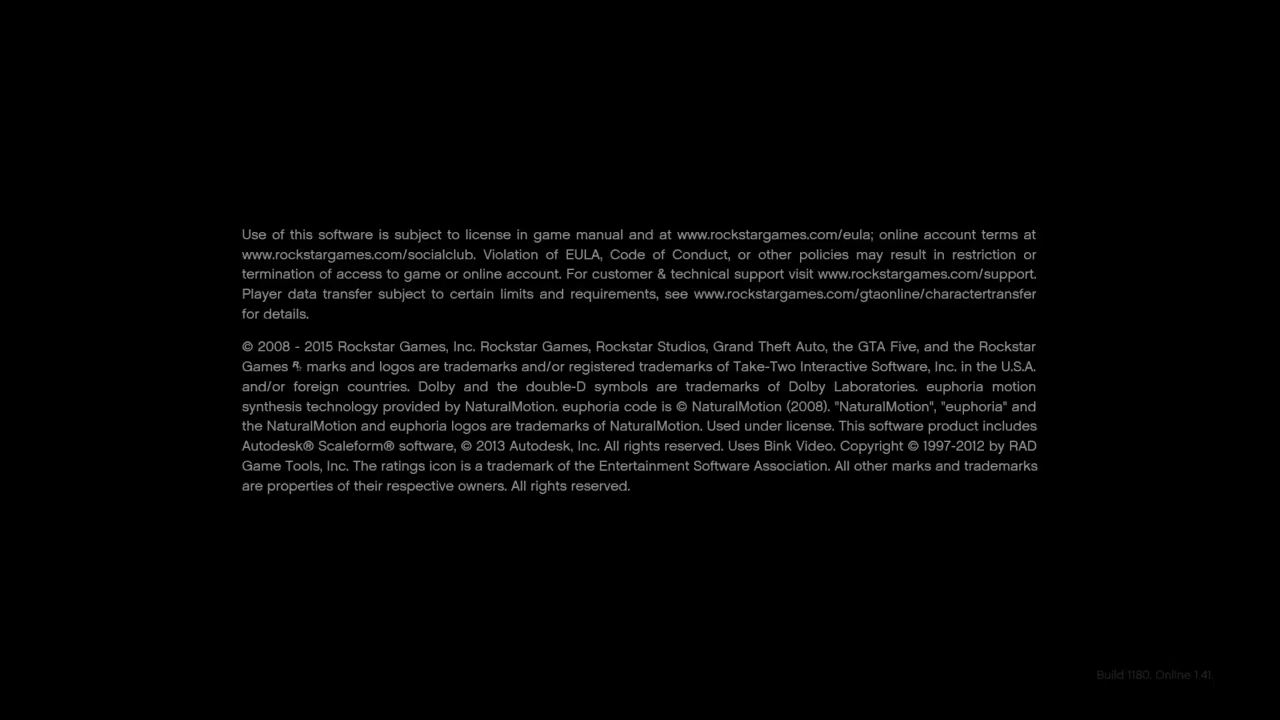 Use of this software is subject to license in game manual and at www.rockstargames.com/eula; online account terms at
www.rockstargames.com/socialclub. Violation of EULA, Code of Conduct, or other policies may result in restriction or
termination of access to game or online account. For customer & technical support visit www.rockstargames.com/support.
Player data transfer subject to certain limits and requirements, see www.rockstargames.com/gtaonline/charactertransfer
for details.
© 2008 - 2015 Rockstar Games, Inc. Rockstar Games, Rockstar Studios, Grand Theft Auto, the GTA Five, and the Rockstar
Games R* marks and logos are trademarks and/or registered trademarks of Take-Two Interactive Software, Inc. in the U.S.A.
and/or foreign countries. Dolby and the double-D symbols are trademarks of Dolby Laboratories. euphoria motion
synthesis technology provided by NaturalMotion. euphoria code is © NaturalMotion (2008). "NaturalMotion", "euphoria" and
the NaturalMotion and euphoria logos are trademarks of NaturalMotion. Used under license. This software product includes
Autodesk® Scaleform® software, © 2013 Autodesk, Inc. All rights reserved. Uses Bink Video. Copyright © 1997-2012 by RAD
Game Tools, Inc. The ratings icon is a trademark of the Entertainment Software Association. All other marks and trademarks
are properties of their respective owners. All rights reserved.
Build 1180. Online 1.41.